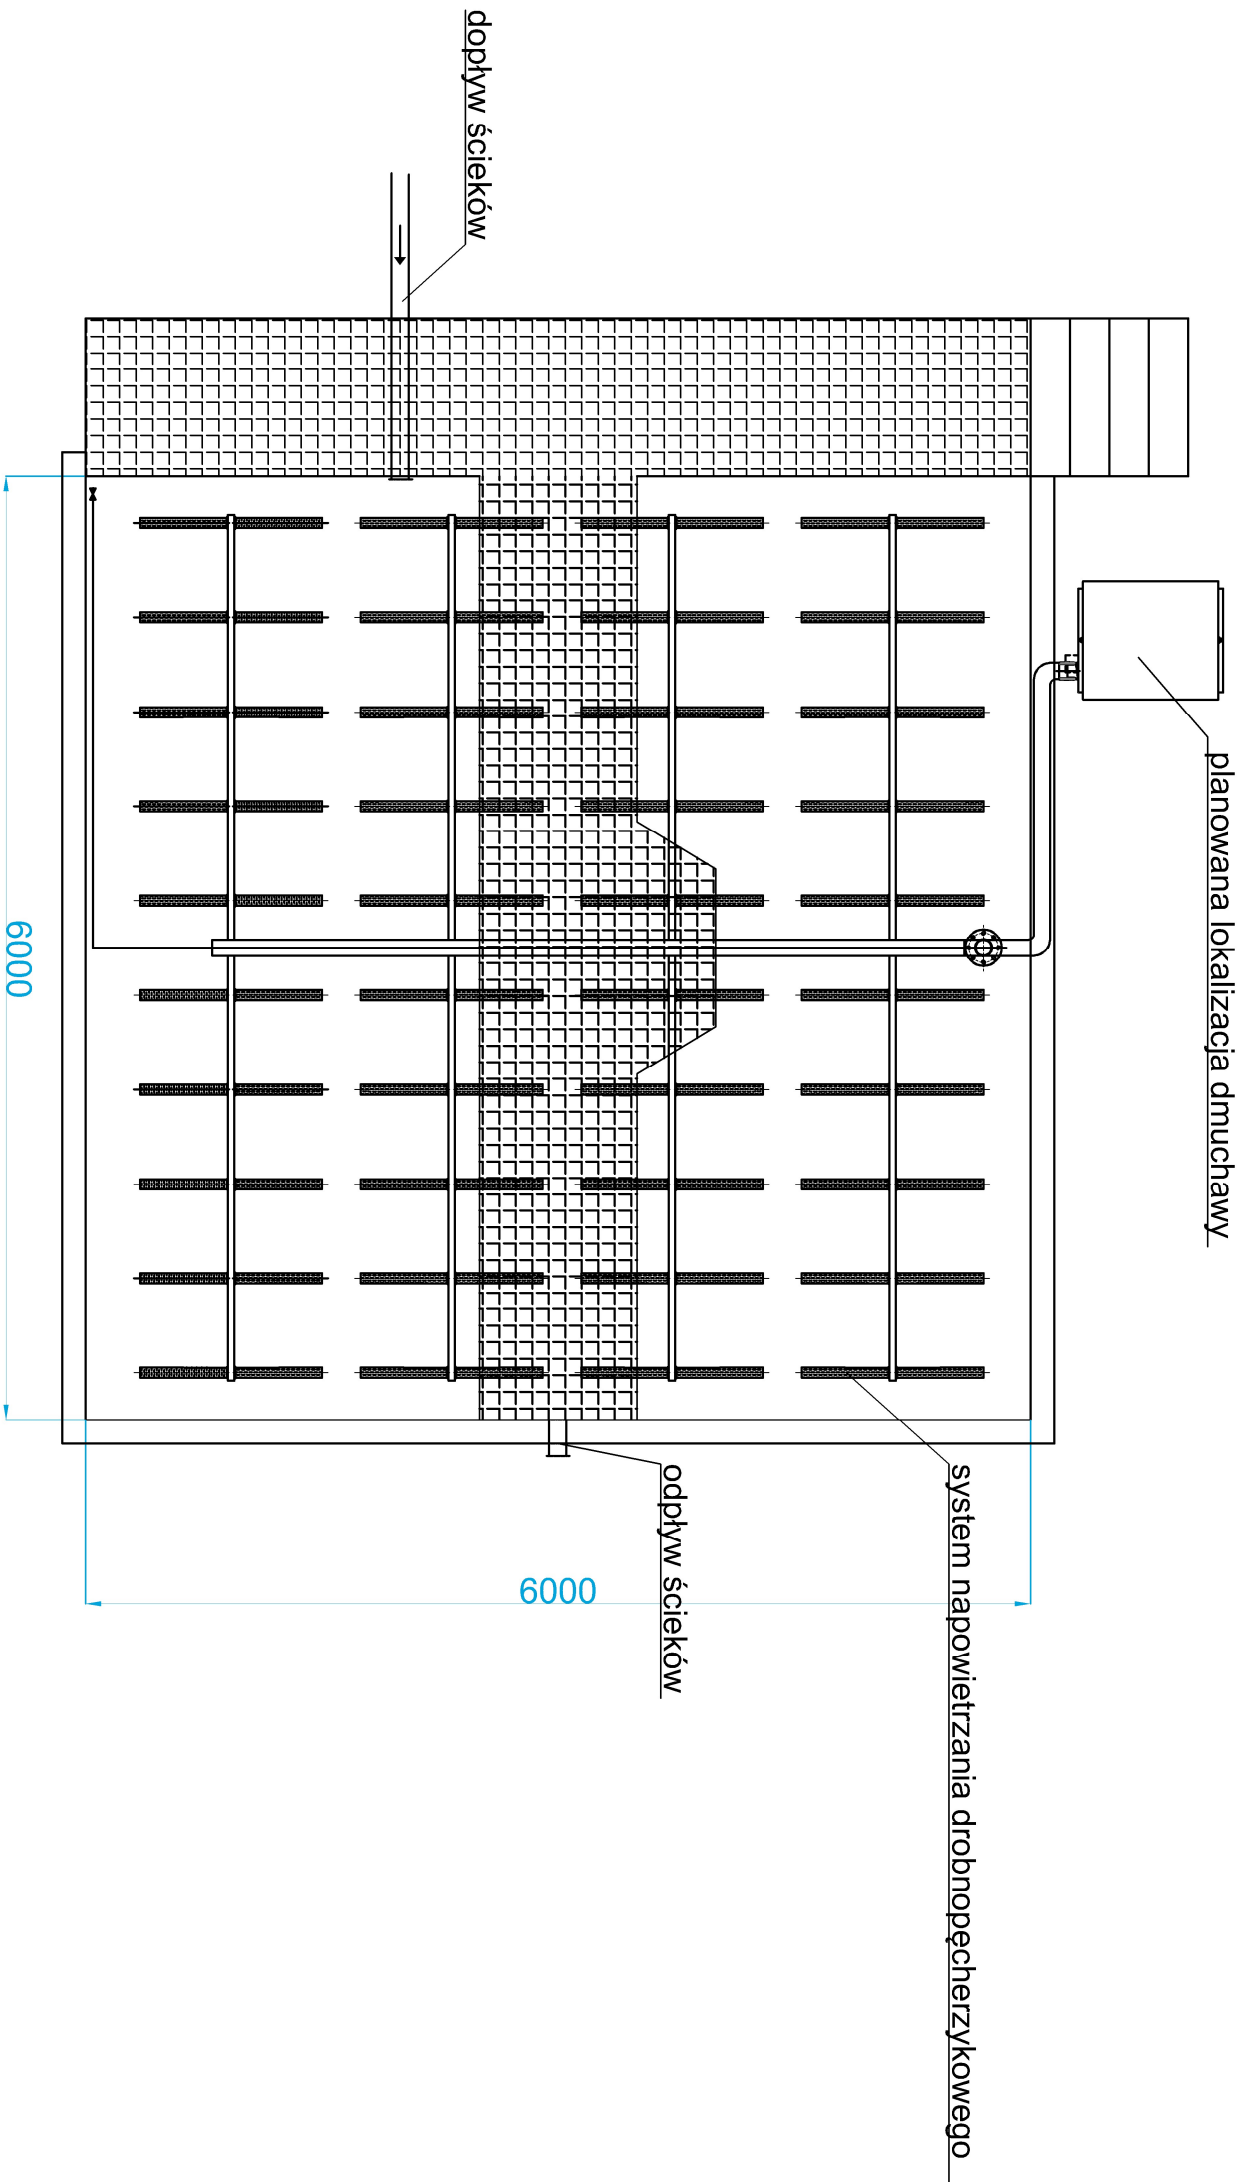 planowana lokalizacja dmuchawy
system napowietrzania drobnopęcherzykowego
dopływ ścieków
odpływ ścieków
6000
6000